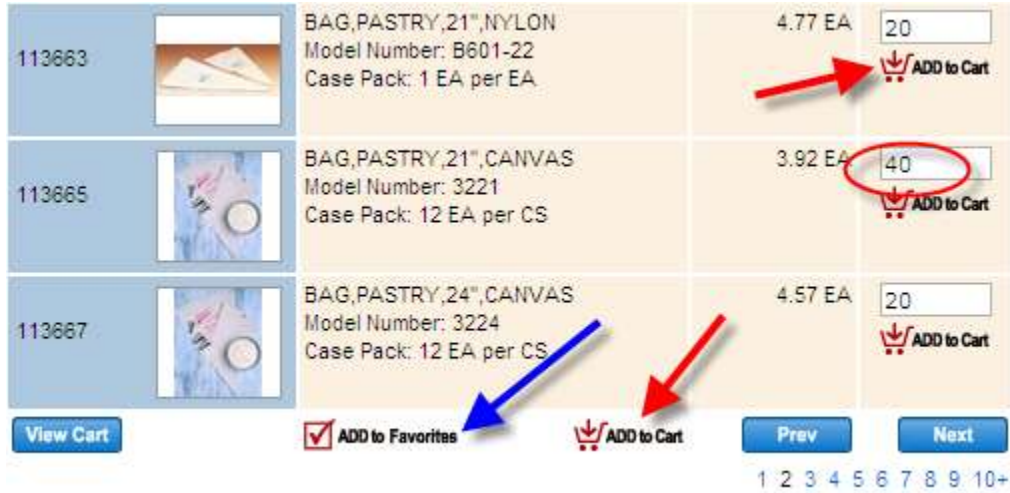 113663
BAG,PASTRY,21",NYLON
Model Number: B601-22
Case Pack: 1 EA per EA
4.77 EA
20
ADD to Cart
113665
BAG,PASTRY,21",CANVAS
Model Number: 3221
Case Pack: 12 EA per CS
3.92 EA
40
ADD to Cart
113667
BAG,PASTRY,24",CANVAS
Model Number: 3224
Case Pack: 12 EA per CS
4.57 EA
20
ADD to Cart
View Cart
ADD to Favorites
ADD to Cart
Prev
Next
1 2 3 4 5 6 7 8 9 10+